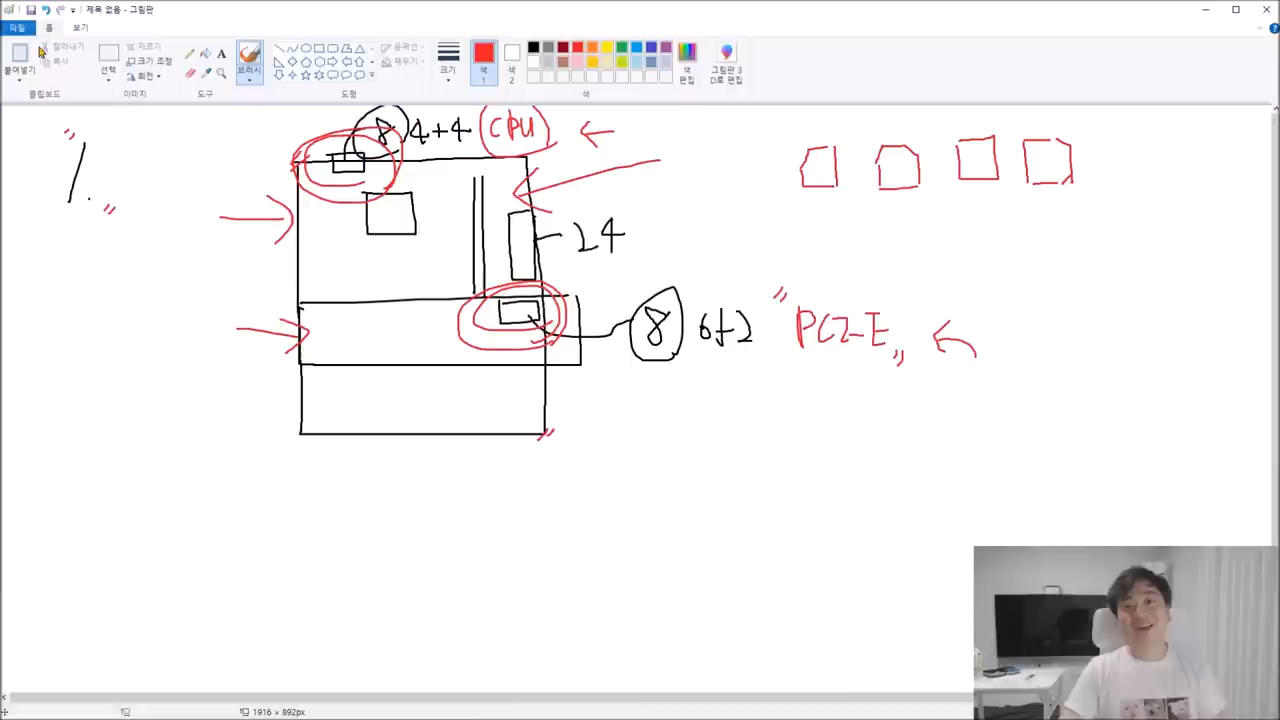 제목 없음 - 그림판
파일 홈 보기
붙여넣기
잘라내기
복사
클립보드
선택
자르기
크기 조정
회전
이미지
A
도구
브러시
윤곽선
채우기
도형
크기
색 1
색 2
색
색 편집
그림판 3D로 편집
8 4+4 CPU
" 1. "
24
8 6+2 "PCI-E"
1916 × 892px